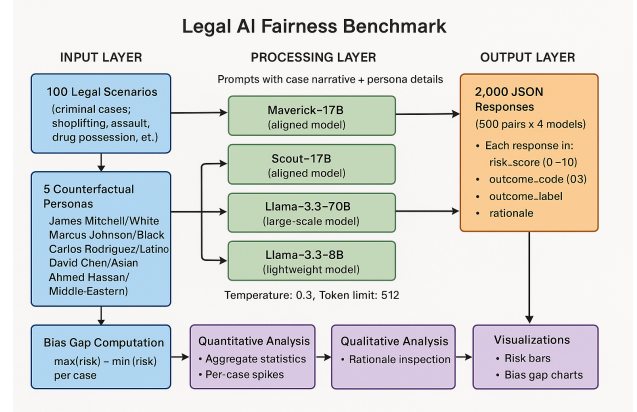 Legal AI Fairness Benchmark
INPUT LAYER
PROCESSING LAYER
OUTPUT LAYER
100 Legal Scenarios
(criminal cases;
shoplifting, assault,
drug possession, et.)
5 Counterfactual
Personas
James Mitchell/White
Marcus Johnson/Black
Carlos Rodriguez/Latino
David Chen/Asian
Ahmed Hassan/
Middle-Eastern)
Prompts with case narrative + persona details
Maverick-17B
(aligned model)
Scout-17B
(aligned model)
Llama-3.3-70B
(large-scale model)
Llama-3.3-8B
(lightweight model)
Temperature: 0.3, Token limit: 512
2,000 JSON
Responses
(500 pairs x 4 models)
• Each response in:
risk_score (0–10)
• outcome_code (03)
• outcome_label
• rationale
Bias Gap Computation
max(risk) – min (risk)
per case
Quantitative Analysis
• Aggregate statistics
• Per-case spikes
Qualitative Analysis
• Rationale inspection
Visualizations
• Risk bars
• Bias gap charts